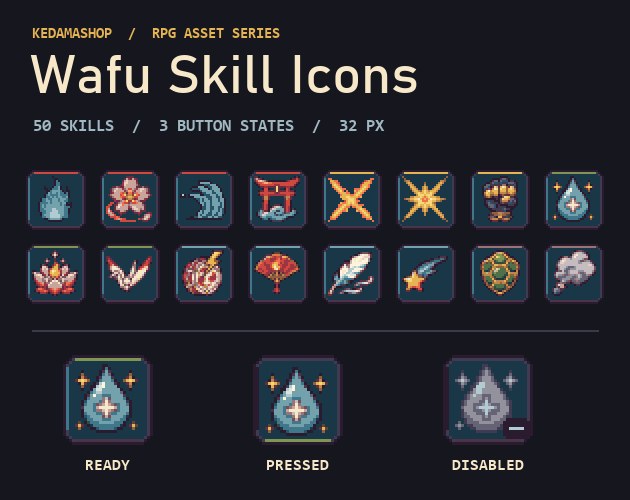 KEDAMASHOP / RPG ASSET SERIES
Wafu Skill Icons
50 SKILLS / 3 BUTTON STATES / 32 PX
READY
PRESSED
DISABLED